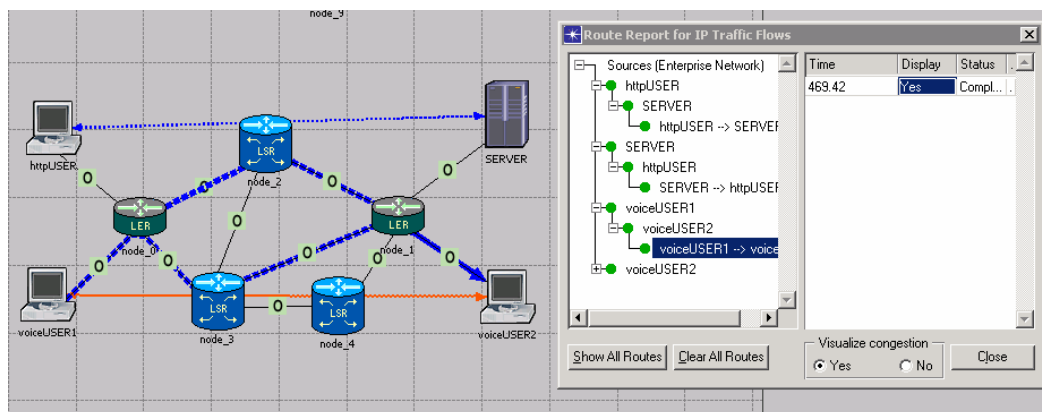 node_9
httpUSER
LSR
node_2
SERVER
0
0
0
0
0
LER
node_0
LER
node_1
0
0
0
0
0
0
voiceUSER1
LSR
node_3
LSR
node_4
voiceUSER2
Route Report for IP Traffic Flows
Sources (Enterprise Network)
httpUSER
SERVER
httpUSER --> SERVER
SERVER
httpUSER
SERVER --> httpUSER
voiceUSER1
voiceUSER2
voiceUSER1 --> voice
voiceUSER2
Time Display Status .
469.42 Yes Compl... .
Show All Routes
Clear All Routes
Visualize congestion
Yes No
Close